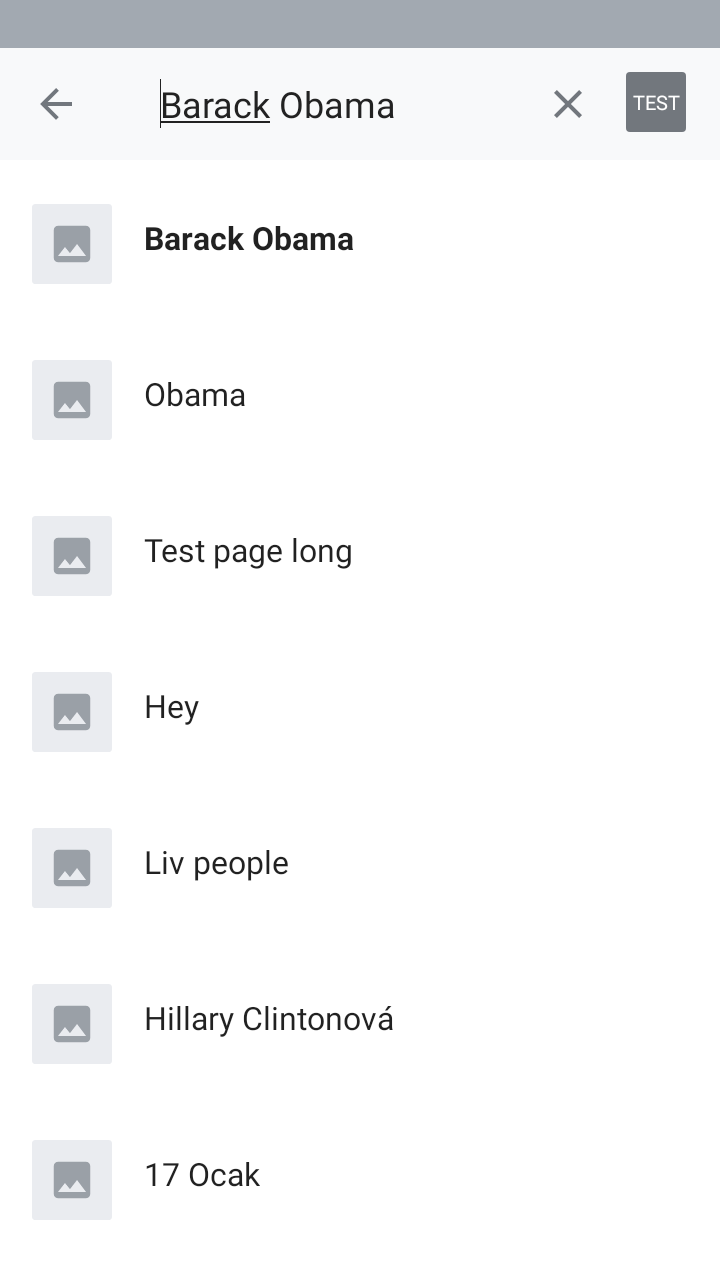 Barack Obama
TEST
Barack Obama
Obama
Test page long
Hey
Liv people
Hillary Clintonová
17 Ocak